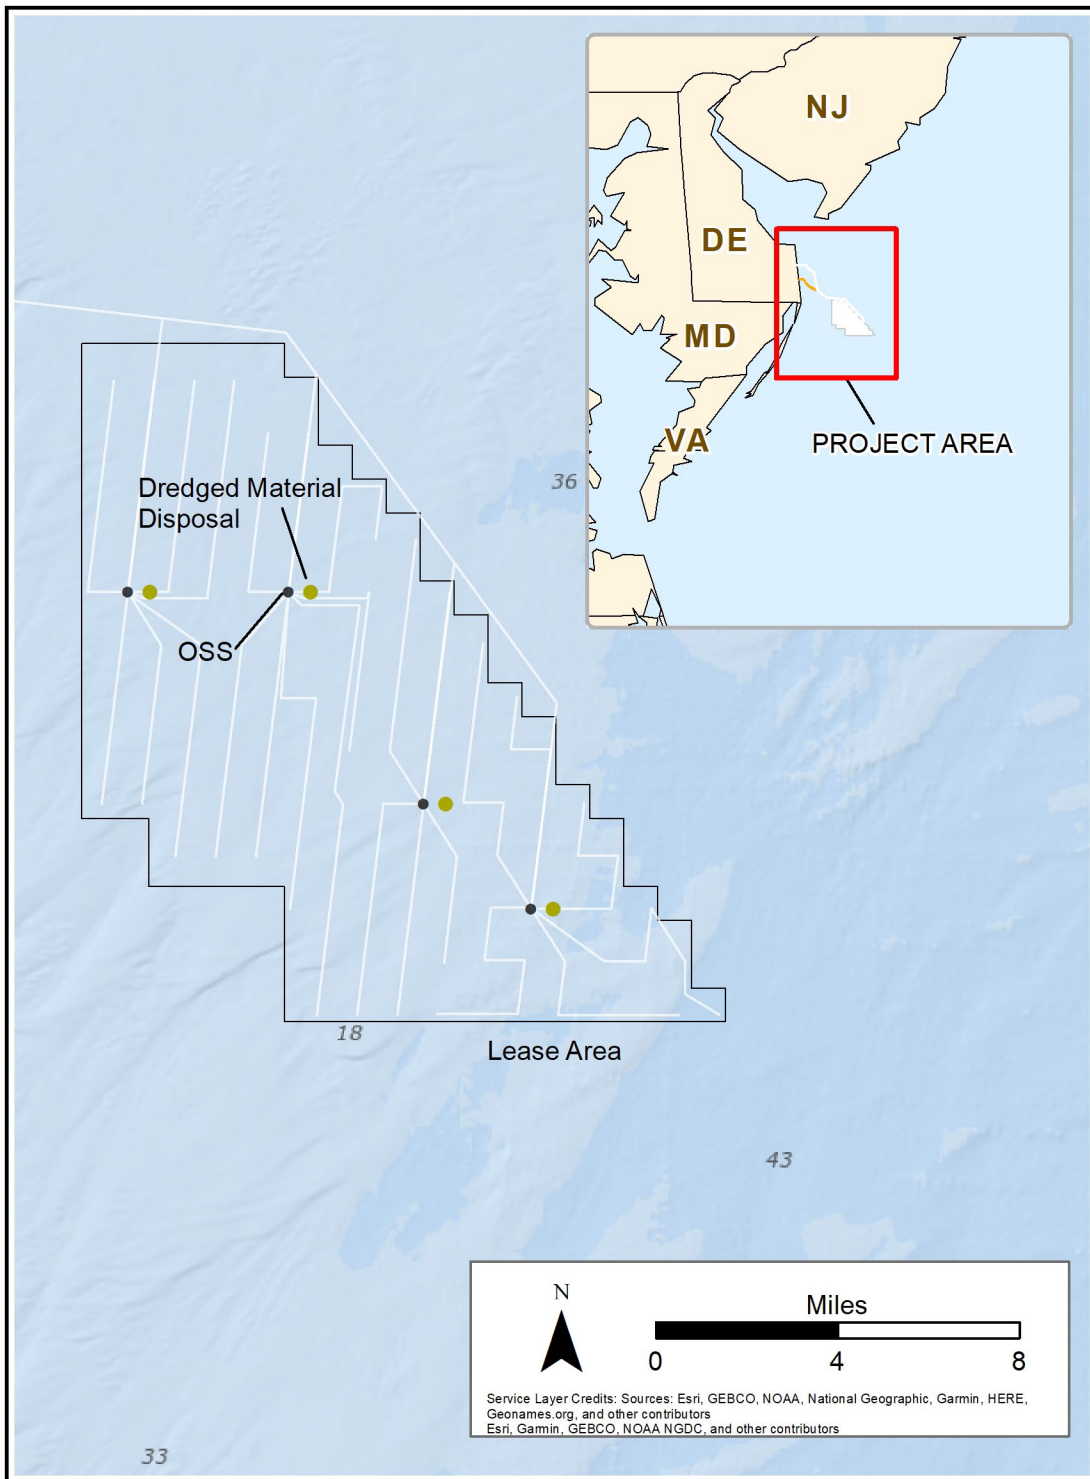 NJ
DE
MD
VA
PROJECT AREA
36
Dredged Material
Disposal
OSS
18
Lease Area
43
N
Miles
0 4 8
Service Layer Credits: Sources: Esri, GEBCO, NOAA, National Geographic, Garmin, HERE,
Geonames.org, and other contributors
Esri, Garmin, GEBCO, NOAA NGDC, and other contributors
33